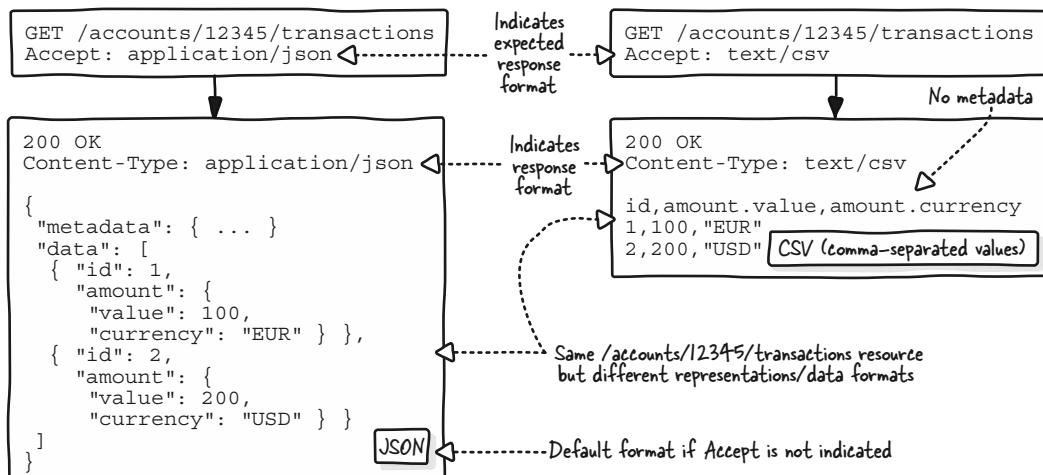 GET /accounts/12345/transactions
Accept: application/json
Indicates
expected
response
format
GET /accounts/12345/transactions
Accept: text/csv
No metadata
200 OK
Content-Type: application/json
{
"metadata": { ... }
"data": [
{ "id": 1,
"amount": {
"value": 100,
"currency": "EUR" } },
{ "id": 2,
"amount": {
"value": 200,
"currency": "USD" } }
]
}
JSON
Indicates
response
format
200 OK
Content-Type: text/csv
id,amount.value,amount.currency
1,100,"EUR"
2,200,"USD"
CSV (comma-separated values)
Same /accounts/12345/transactions resource
but different representations/data formats
Default format if Accept is not indicated